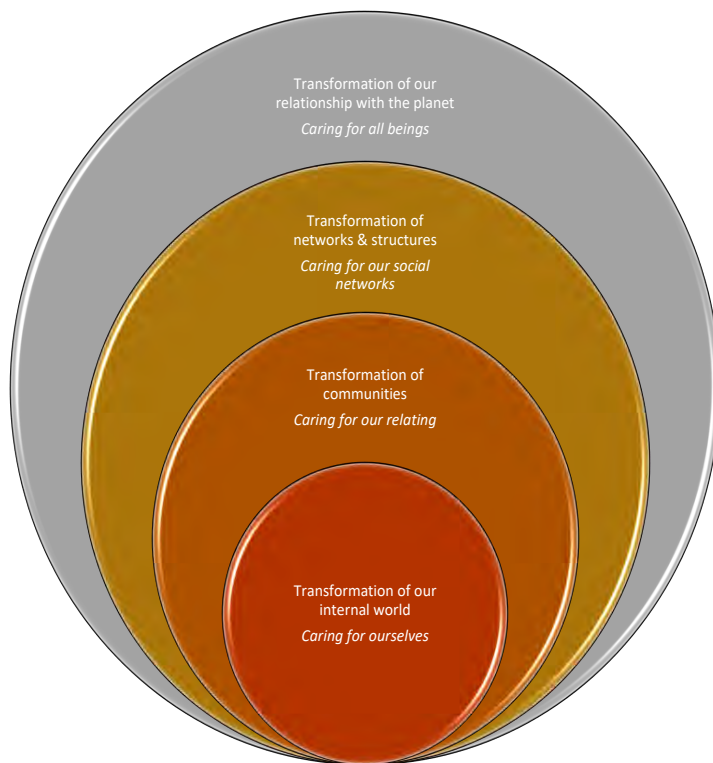 Transformation of our
relationship with the planet
Caring for all beings
Transformation of
networks & structures
Caring for our social
networks
Transformation of
communities
Caring for our relating
Transformation of our
internal world
Caring for ourselves